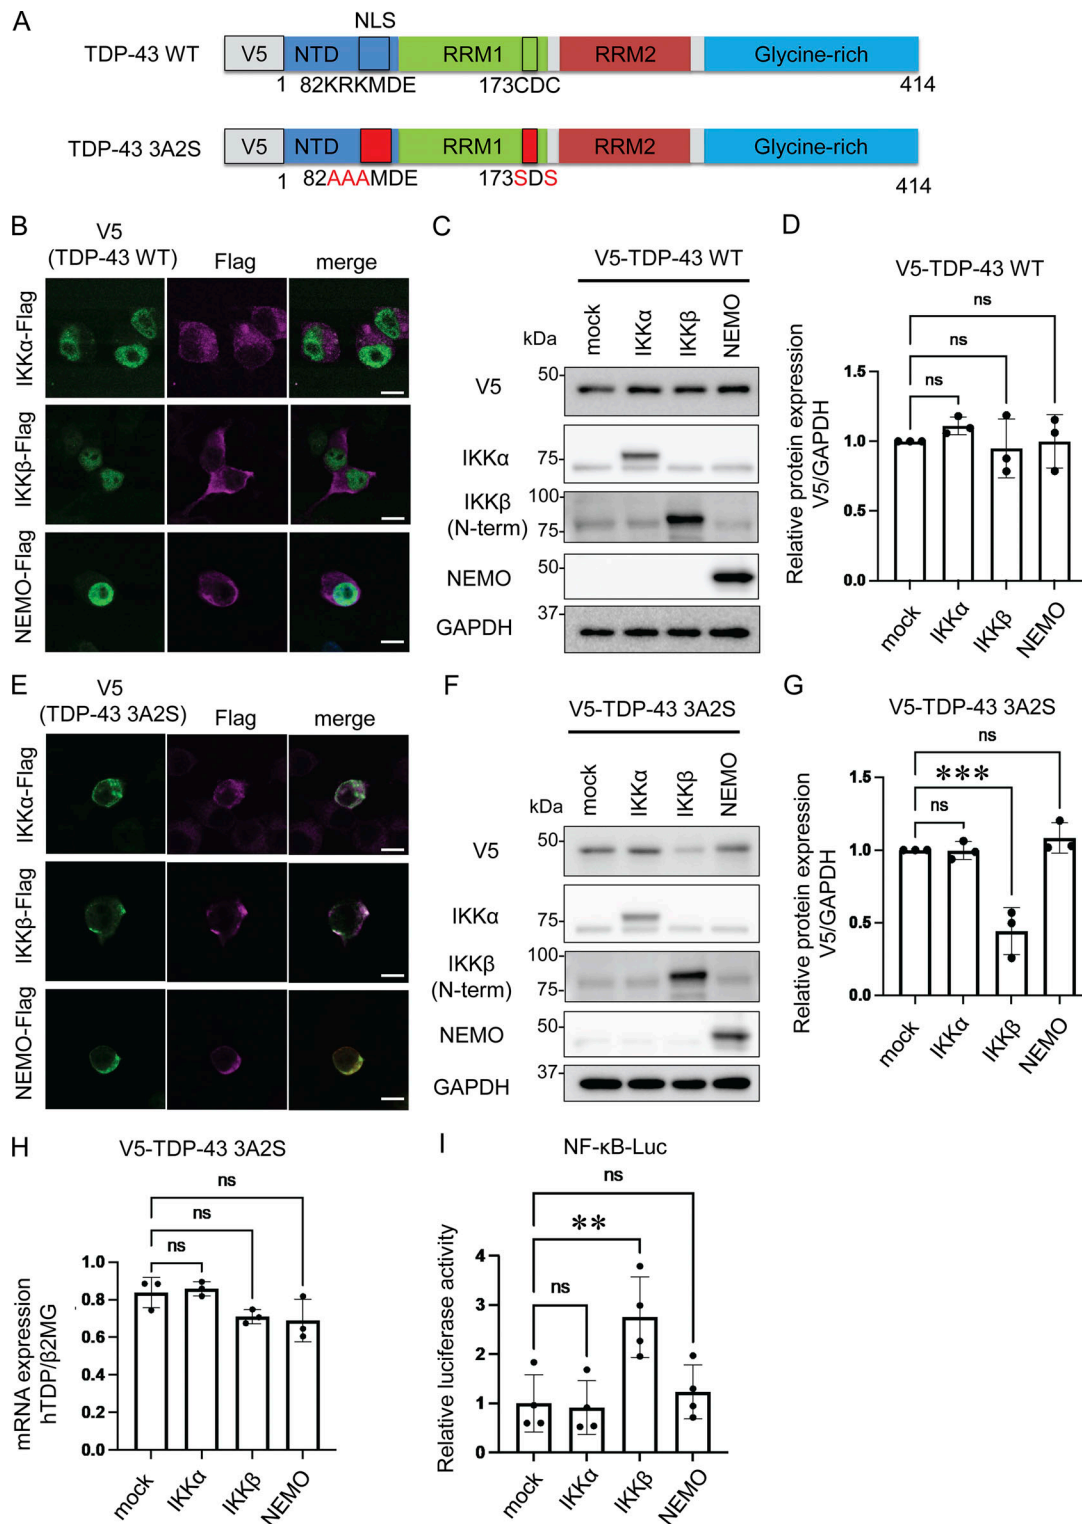 A
NLS
TDP-43 WT
V5
NTD
RRM1
RRM2
Glycine-rich
1
82KRKMDE
173CDC
414
TDP-43 3A2S
V5
NTD
RRM1
RRM2
Glycine-rich
1
82AAAMDE
173SDS
414
B
V5
(TDP-43 WT)
Flag
merge
IKKα-Flag
IKKβ-Flag
NEMO-Flag
C
V5-TDP-43 WT
kDa
mock
IKKα
IKKβ
NEMO
V5
50
IKKα
75
IKKβ
(N-term)
100
75
NEMO
50
GAPDH
37
D
V5-TDP-43 WT
ns
ns
ns
Relative protein expression
V5/GAPDH
1.5
1.0
0.5
0.0
mock
IKKα
IKKβ
NEMO
E
V5
(TDP-43 3A2S)
Flag
merge
IKKα-Flag
IKKβ-Flag
NEMO-Flag
F
V5-TDP-43 3A2S
kDa
mock
IKKα
IKKβ
NEMO
V5
50
IKKα
75
IKKβ
(N-term)
100
75
NEMO
50
GAPDH
37
G
V5-TDP-43 3A2S
ns
***
ns
Relative protein expression
V5/GAPDH
1.5
1.0
0.5
0.0
mock
IKKα
IKKβ
NEMO
H
V5-TDP-43 3A2S
ns
ns
ns
mRNA expression
hTDP/β2MG
1.0
0.8
0.6
0.4
0.2
0.0
mock
IKKα
IKKβ
NEMO
I
NF-κB-Luc
ns
**
ns
Relative luciferase activity
4
3
2
1
0
mock
IKKα
IKKβ
NEMO